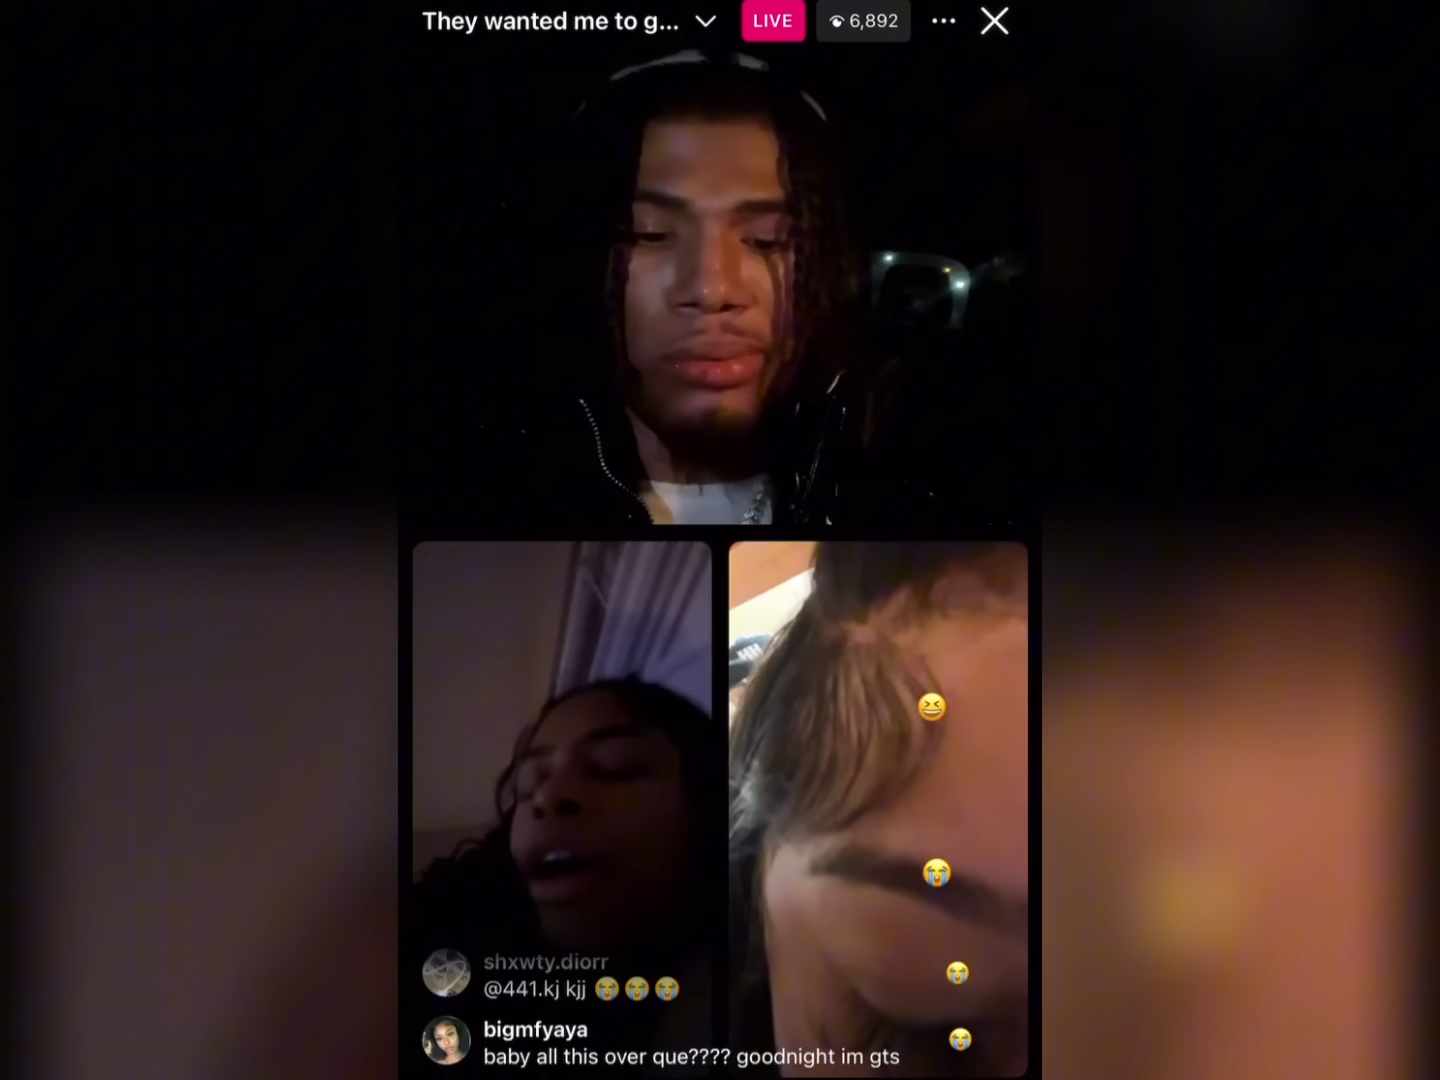 They wanted me to g...
LIVE
6,892
shxwty.diorr
@441.kj kjj 😭😭😭
bigmfyaya
baby all this over que???? goodnight im gts